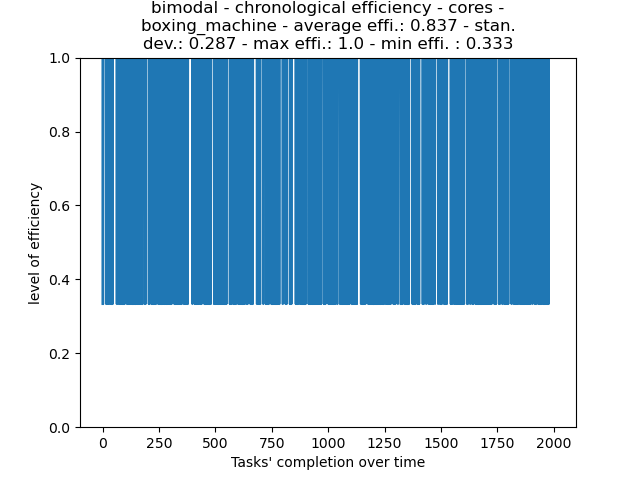 bimodal - chronological efficiency - cores -
boxing_machine - average effi.: 0.837 - stan.
dev.: 0.287 - max effi.: 1.0 - min effi. : 0.333
1.0
0.8
0.6
0.4
0.2
0.0
level of efficiency
0 250 500 750 1000 1250 1500 1750 2000
Tasks' completion over time